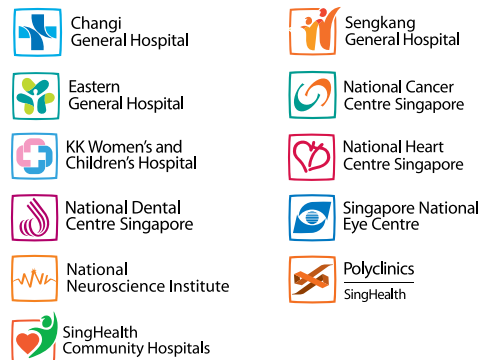 Changi
General Hospital
Sengkang
General Hospital
Eastern
General Hospital
National Cancer
Centre Singapore
KK Women's and
Children's Hospital
National Heart
Centre Singapore
National Dental
Centre Singapore
Singapore National
Eye Centre
National
Neuroscience Institute
Polyclinics
SingHealth
SingHealth
Community Hospitals